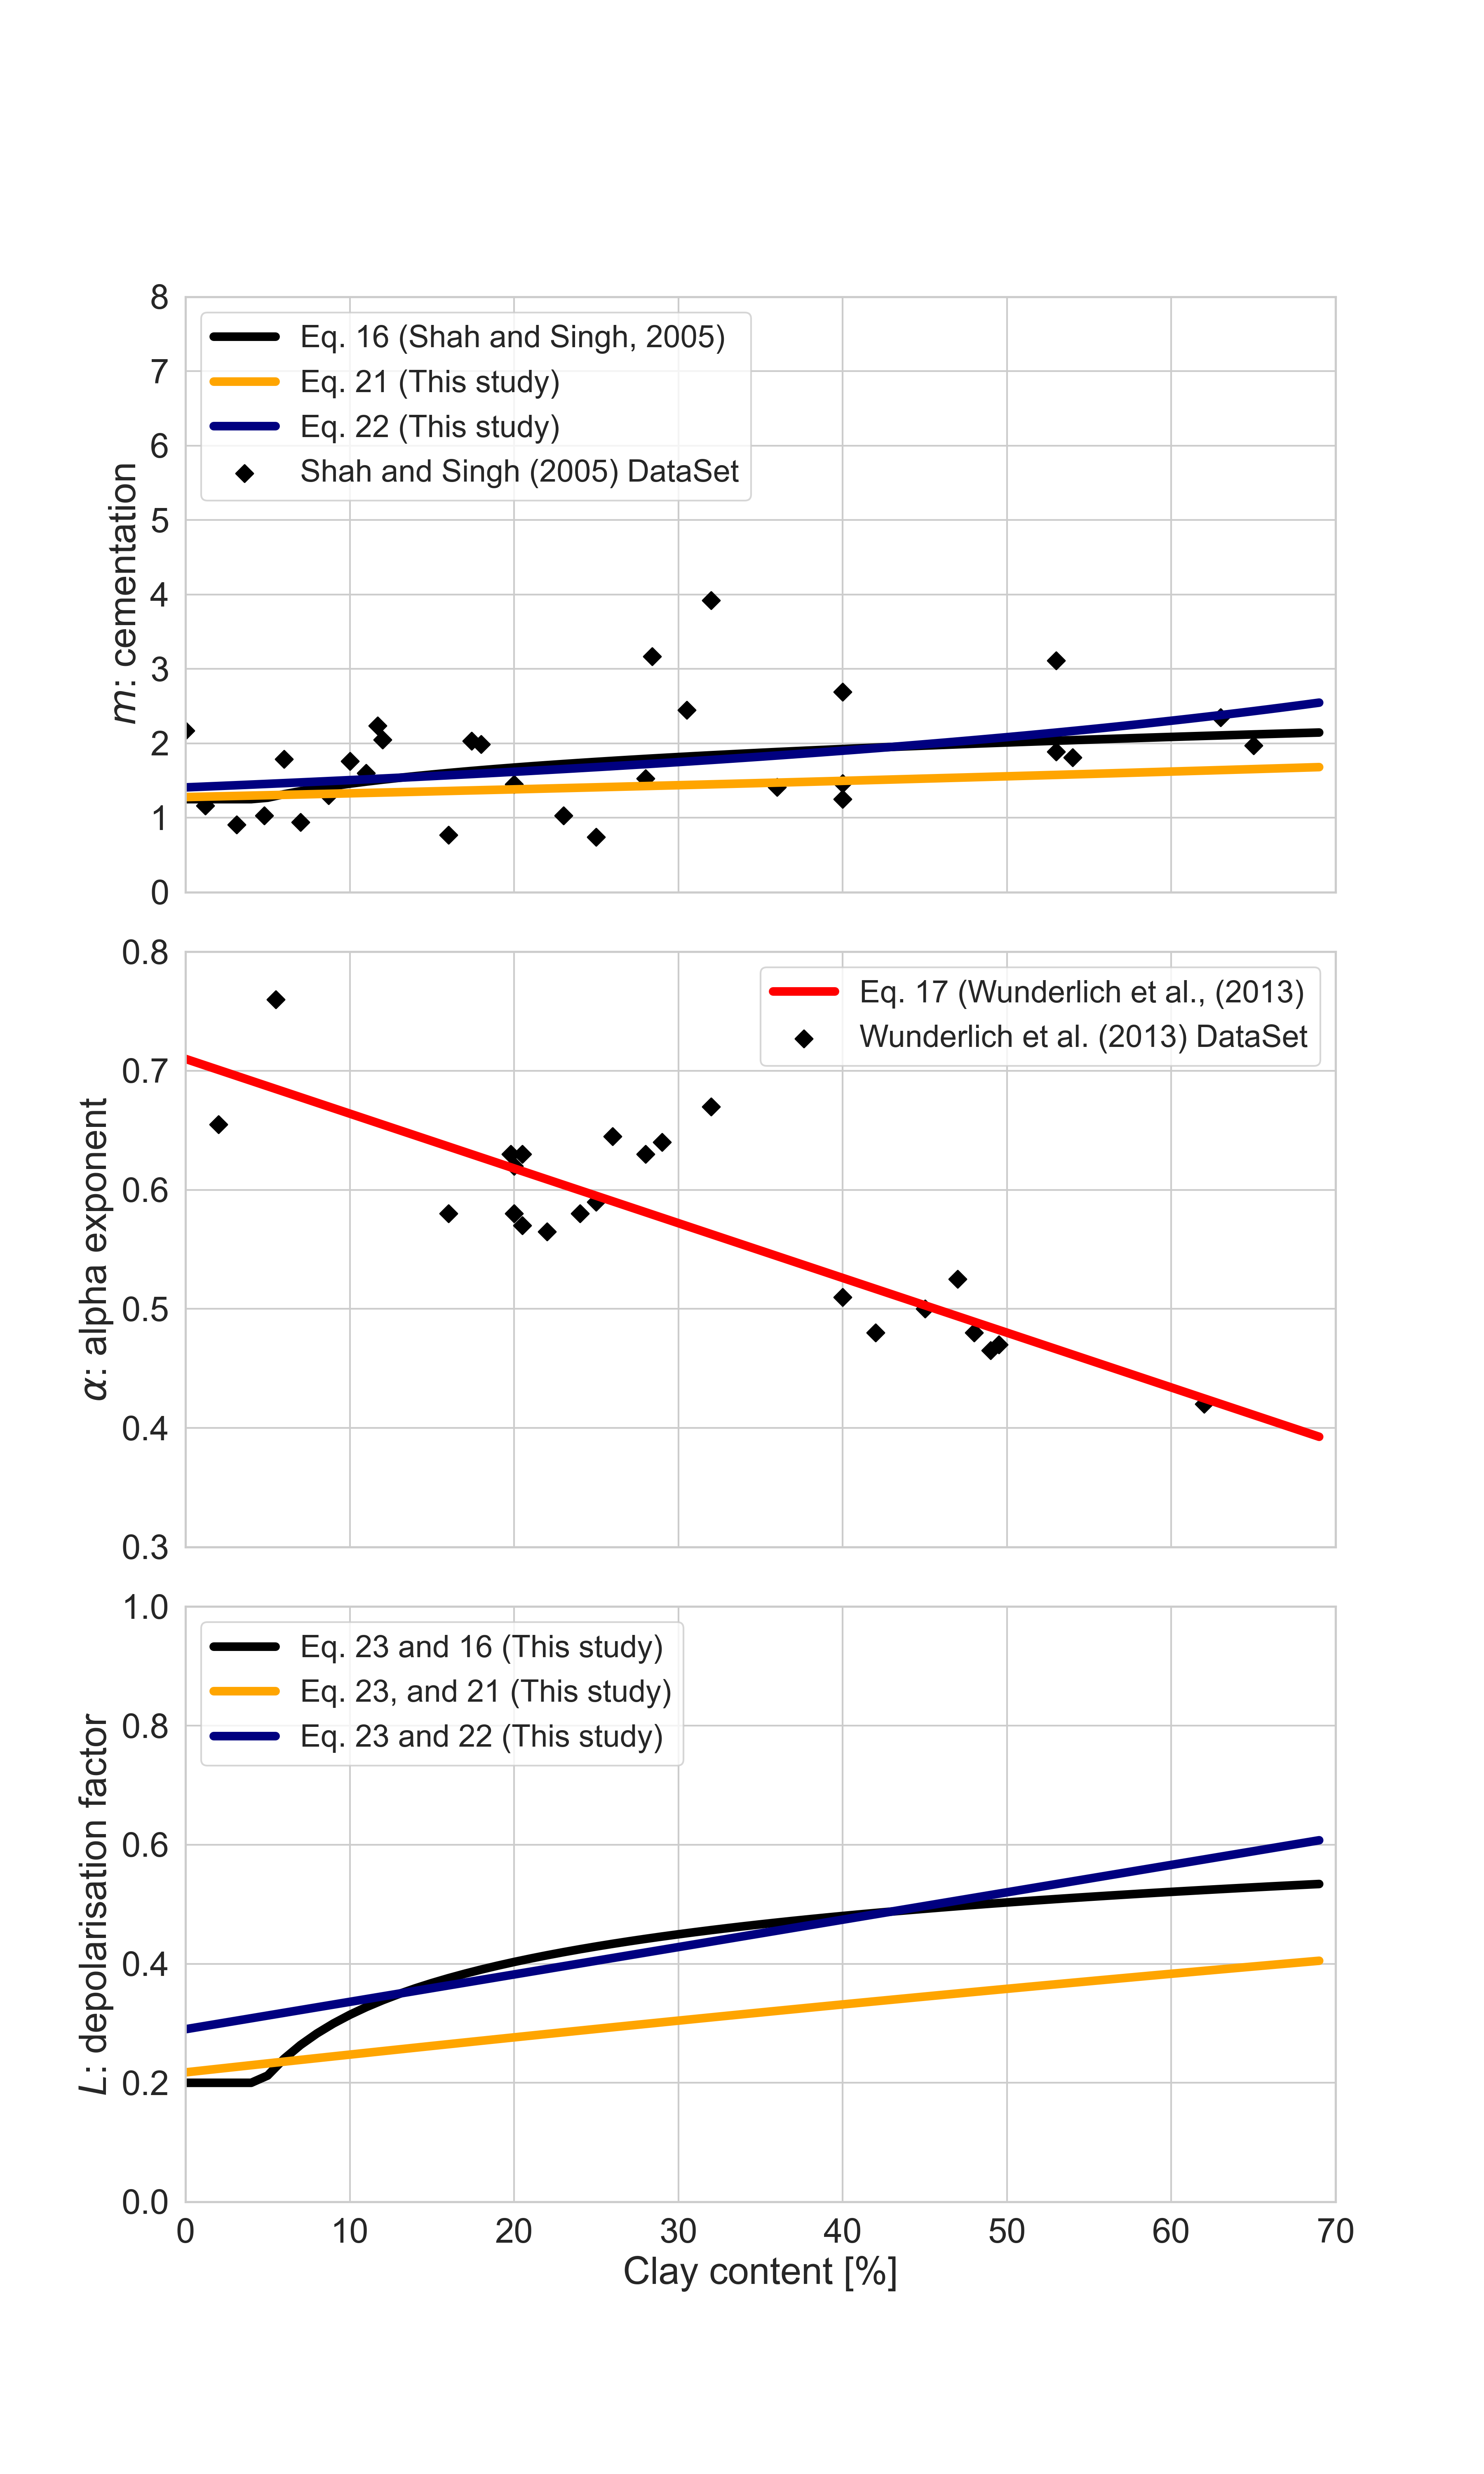 8
7
6
5
4
3
2
1
0
m: cementation
Eq. 16 (Shah and Singh, 2005)
Eq. 21 (This study)
Eq. 22 (This study)
Shah and Singh (2005) DataSet
0.8
0.7
0.6
0.5
0.4
0.3
α: alpha exponent
Eq. 17 (Wunderlich et al., (2013)
Wunderlich et al. (2013) DataSet
1.0
0.8
0.6
0.4
0.2
0.0
L: depolarisation factor
Eq. 23 and 16 (This study)
Eq. 23, and 21 (This study)
Eq. 23 and 22 (This study)
0 10 20 30 40 50 60 70
Clay content [%]